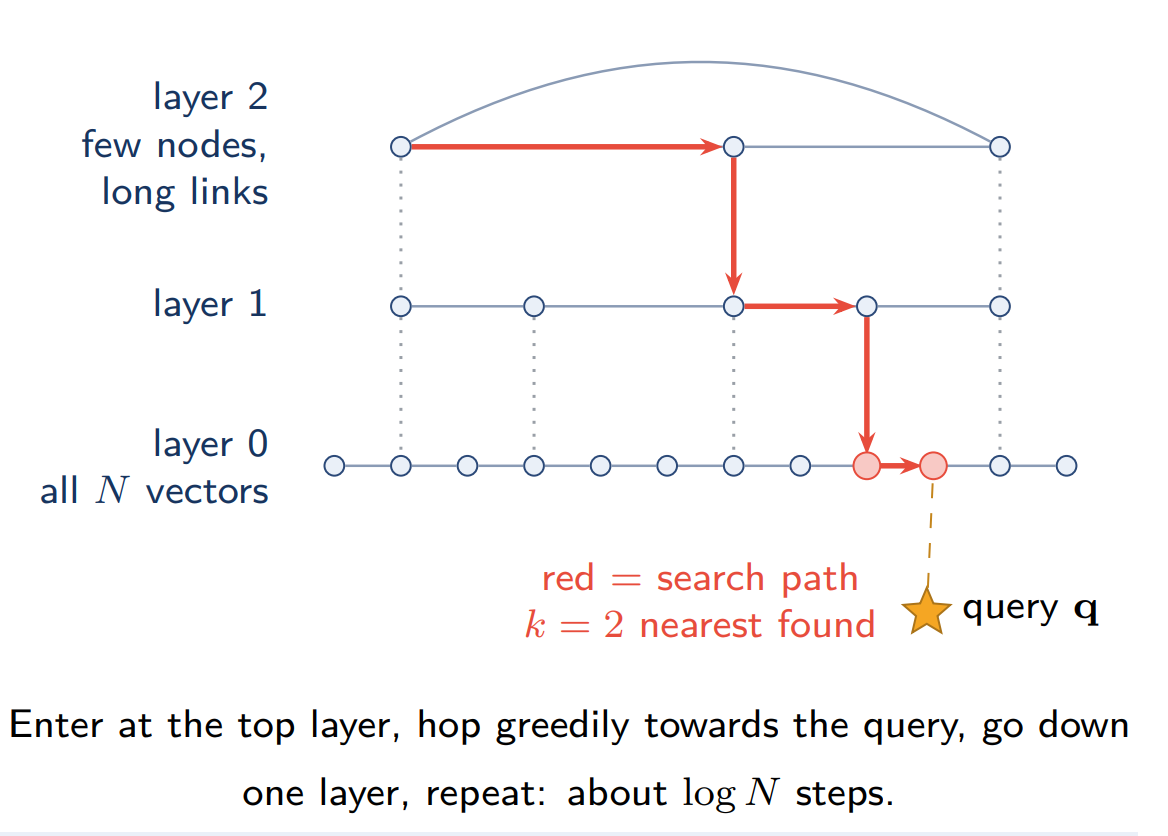 layer 2
few nodes,
long links
layer 1
layer 0
all N vectors
red = search path
k = 2 nearest found
query q
Enter at the top layer, hop greedily towards the query, go down
one layer, repeat: about log N steps.